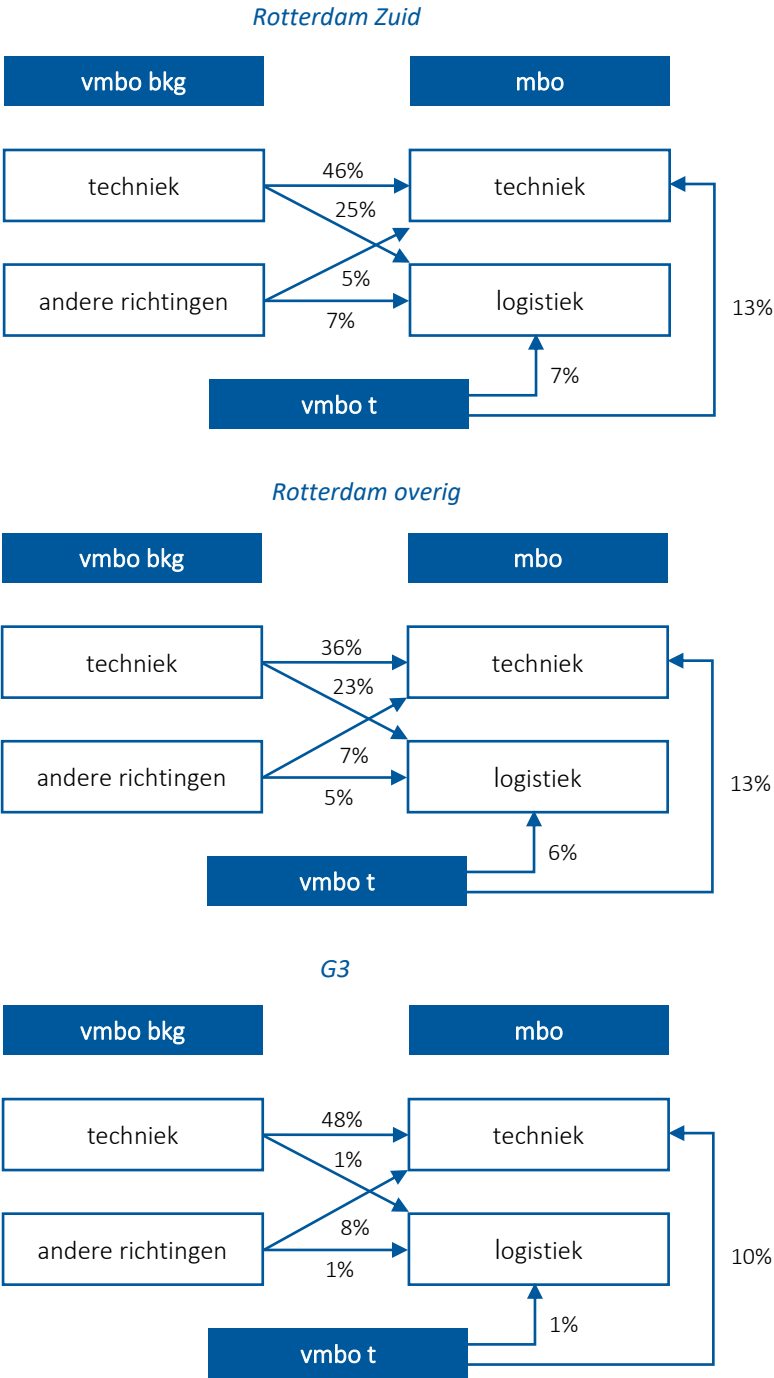 Rotterdam Zuid
vmbo bkg
mbo
techniek
46%
techniek
25%
andere richtingen
5%
7%
logistiek
13%
7%
vmbo t
Rotterdam overig
vmbo bkg
mbo
techniek
36%
techniek
23%
andere richtingen
7%
5%
logistiek
13%
6%
vmbo t
G3
vmbo bkg
mbo
techniek
48%
techniek
1%
andere richtingen
8%
1%
logistiek
10%
1%
vmbo t